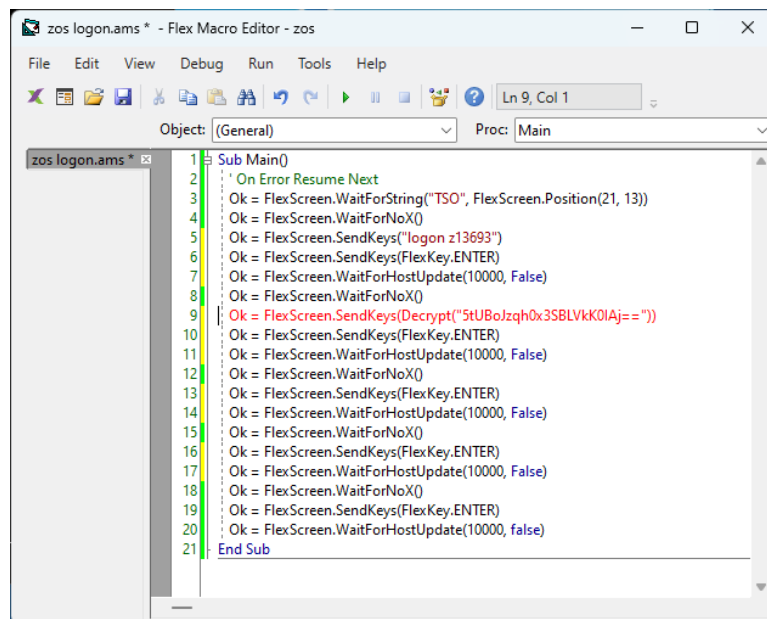 zos logon.ams * - Flex Macro Editor - zos
File Edit View Debug Run Tools Help
Ln 9, Col 1
Object: (General) Proc: Main
zos logon.ams *
1 Sub Main()
2 ' On Error Resume Next
3 Ok = FlexScreen.WaitForString("TSO", FlexScreen.Position(21, 13))
4 Ok = FlexScreen.WaitForNoX()
5 Ok = FlexScreen.SendKeys("logon z13693")
6 Ok = FlexScreen.SendKeys(FlexKey.ENTER)
7 Ok = FlexScreen.WaitForHostUpdate(10000, False)
8 Ok = FlexScreen.WaitForNoX()
9 Ok = FlexScreen.SendKeys(Decrypt("5tUBoJzqh0x3SBLVkK0lAj=="))
10 Ok = FlexScreen.SendKeys(FlexKey.ENTER)
11 Ok = FlexScreen.WaitForHostUpdate(10000, False)
12 Ok = FlexScreen.WaitForNoX()
13 Ok = FlexScreen.SendKeys(FlexKey.ENTER)
14 Ok = FlexScreen.WaitForHostUpdate(10000, False)
15 Ok = FlexScreen.WaitForNoX()
16 Ok = FlexScreen.SendKeys(FlexKey.ENTER)
17 Ok = FlexScreen.WaitForHostUpdate(10000, False)
18 Ok = FlexScreen.WaitForNoX()
19 Ok = FlexScreen.SendKeys(FlexKey.ENTER)
20 Ok = FlexScreen.WaitForHostUpdate(10000, false)
21 End Sub